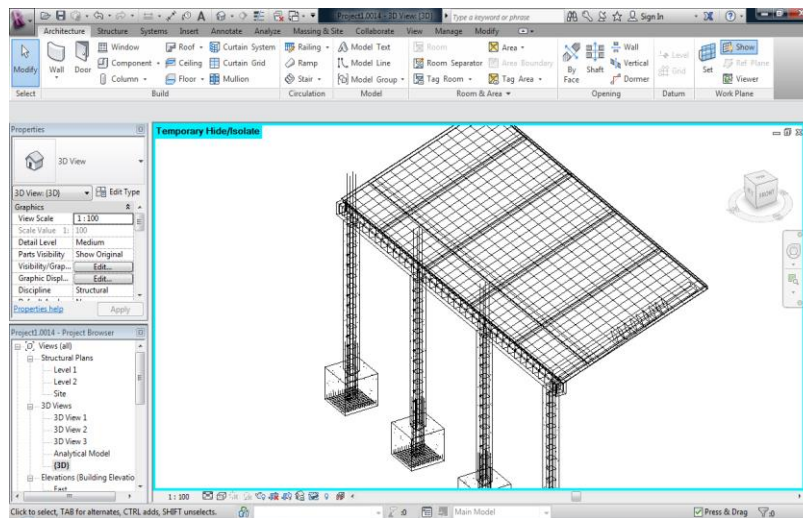 Project1.0014 - 3D View: {3D}
Type a keyword or phrase
Sign In
Architecture Structure Systems Insert Annotate Analyze Massing & Site Collaborate View Manage Modify
Modify
Wall
Door
Window
Component
Column
Roof
Ceiling
Floor
Curtain System
Curtain Grid
Mullion
Railing
Ramp
Stair
Model Text
Model Line
Model Group
Room
Room Separator
Tag Room
Area
Area Boundary
Tag Area
By Face
Shaft
Wall
Vertical
Dormer
Level
Grid
Set
Show
Ref Plane
Viewer
Select Build Circulation Model Room & Area Opening Datum Work Plane
Properties
3D View
3D View: {3D} Edit Type
Graphics
View Scale 1 : 100
Scale Value 1: 100
Detail Level Medium
Parts Visibility Show Original
Visibility/Grap... Edit...
Graphic Displ... Edit...
Discipline Structural
Properties help Apply
Project1.0014 - Project Browser
Views (all)
Structural Plans
Level 1
Level 2
Site
3D Views
3D View 1
3D View 2
3D View 3
Analytical Model
{3D}
Elevations (Building Elevatio
East
Temporary Hide/Isolate
FRONT
1 : 100
Click to select, TAB for alternates, CTRL adds, SHIFT unselects.
:0
Main Model
Press & Drag
:0